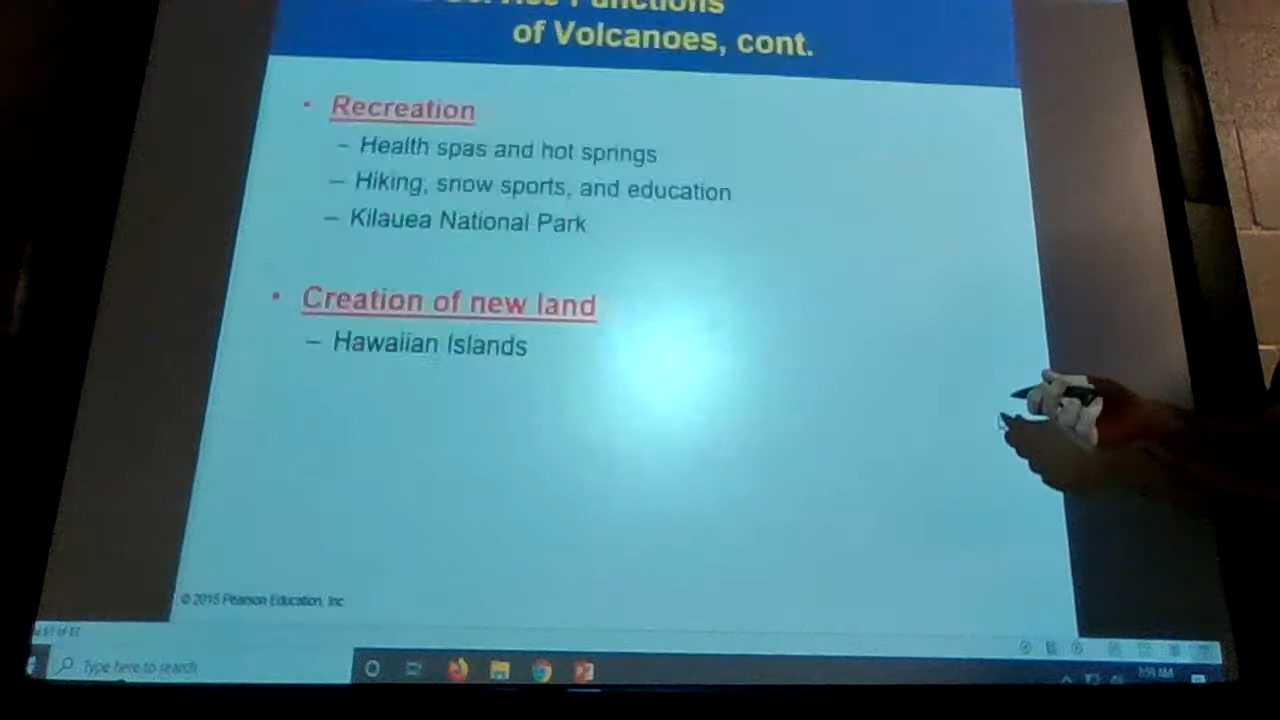 Functions
of Volcanoes, cont.
• Recreation
– Health spas and hot springs
– Hiking, snow sports, and education
– Kilauea National Park
• Creation of new land
– Hawaiian Islands
© 2015 Pearson Education, Inc.
Type here to search